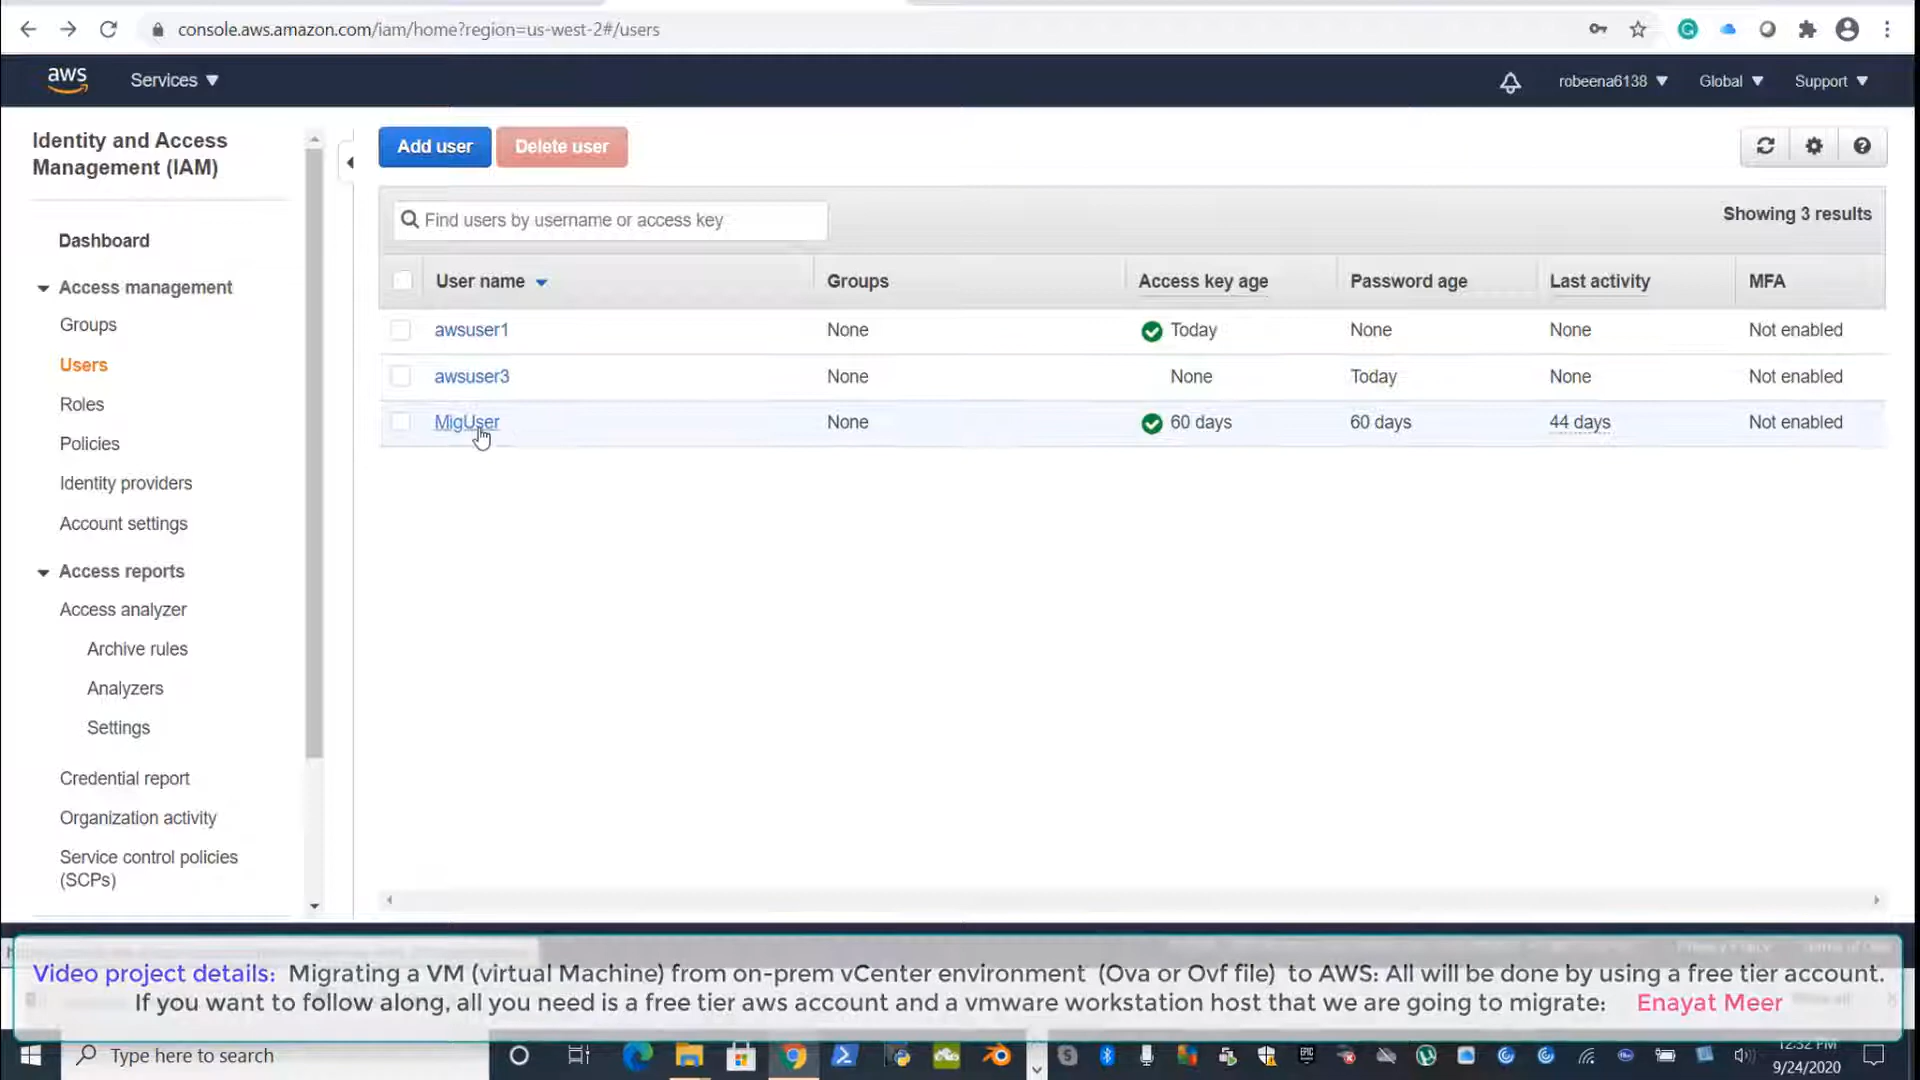 console.aws.amazon.com/iam/home?region=us-west-2#/users
aws
Services
robeena6138
Global
Support
Identity and Access
Management (IAM)
Add user
Delete user
Find users by username or access key
Showing 3 results
User name
Groups
Access key age
Password age
Last activity
MFA
awsuser1
None
Today
None
None
Not enabled
awsuser3
None
None
Today
None
Not enabled
MigUser
None
60 days
60 days
44 days
Not enabled
Dashboard
Access management
Groups
Users
Roles
Policies
Identity providers
Account settings
Access reports
Access analyzer
Archive rules
Analyzers
Settings
Credential report
Organization activity
Service control policies
(SCPs)
Video project details: Migrating a VM (virtual Machine) from on-prem vCenter environment (Ova or Ovf file) to AWS: All will be done by using a free tier account.
If you want to follow along, all you need is a free tier aws account and a vmware workstation host that we are going to migrate: Enayat Meer
Type here to search
EPIC
12:32 PM
9/24/2020